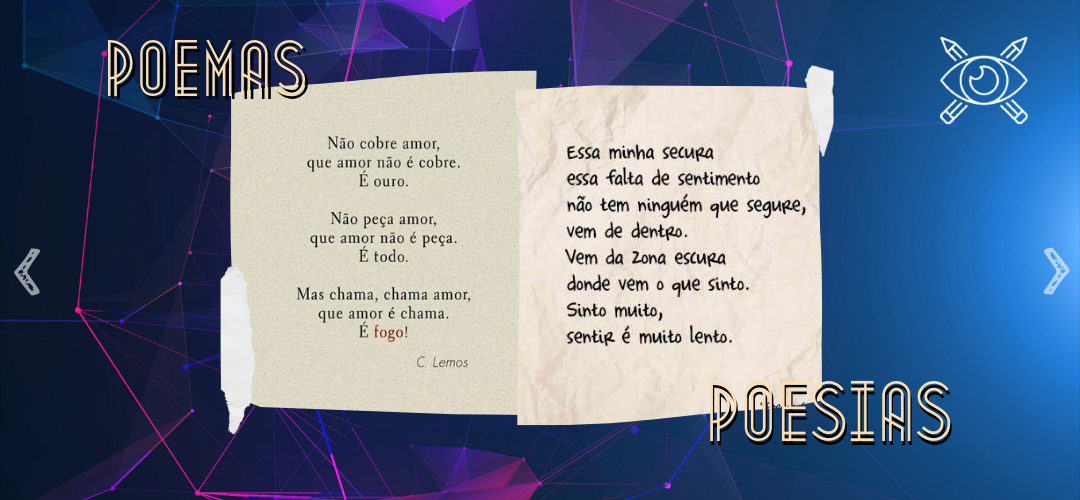 POEMAS
Não cobre amor,
que amor não é cobre.
É ouro.
Não peça amor,
que amor não é peça.
É todo.
Mas chama, chama amor,
que amor é chama.
É fogo!
C. Lemos
Essa minha secura
essa falta de sentimento
não tem ninguém que segure,
vem de dentro.
Vem da zona escura
donde vem o que sinto.
Sinto muito,
sentir é muito lento.
POESIAS